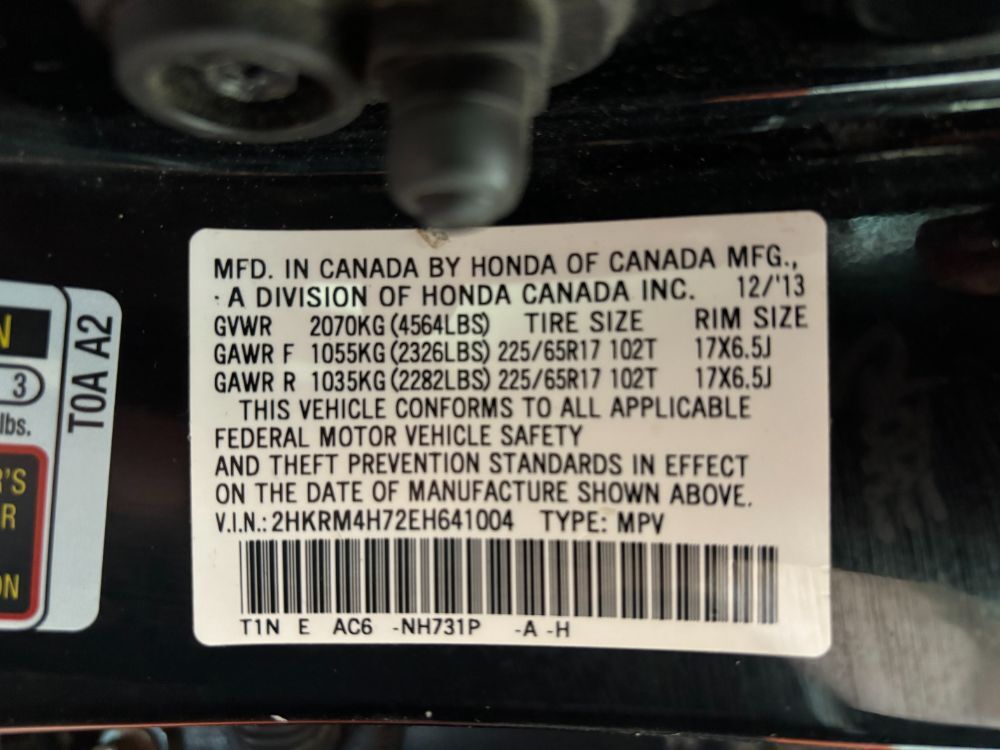 MFD. IN CANADA BY HONDA OF CANADA MFG.,
A DIVISION OF HONDA CANADA INC. 12/'13
GVWR 2070KG (4564LBS) TIRE SIZE RIM SIZE
GAWR F 1055KG (2326LBS) 225/65R17 102T 17X6.5J
GAWR R 1035KG (2282LBS) 225/65R17 102T 17X6.5J
THIS VEHICLE CONFORMS TO ALL APPLICABLE
FEDERAL MOTOR VEHICLE SAFETY
AND THEFT PREVENTION STANDARDS IN EFFECT
ON THE DATE OF MANUFACTURE SHOWN ABOVE.
V.I.N.: 2HKRM4H72EH641004 TYPE: MPV
T1N E AC6 -NH731P -A -H
T0A A2
N
3
lbs.
R'S
R
ON